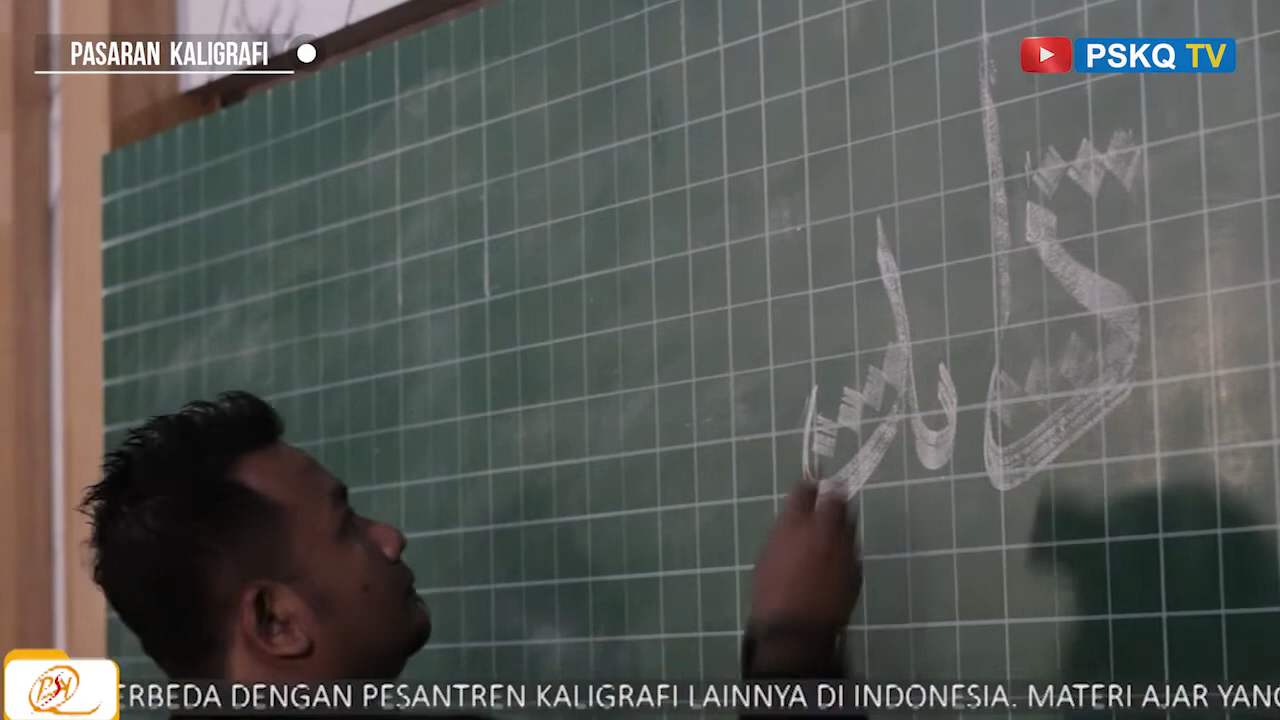 PASARAN KALIGRAFI
PSKQ TV
ERBEDA DENGAN PESANTREN KALIGRAFI LAINNYA DI INDONESIA. MATERI AJAR YANG